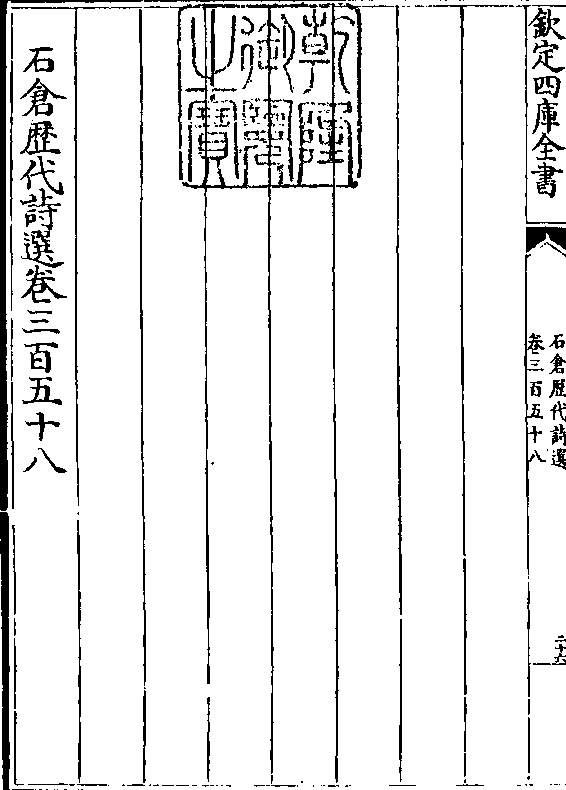 欽定四庫全書
石倉歷代詩選
卷三百五十八
二十六
乾隆
御覽
之寶
石倉歷代詩選卷三百五十八